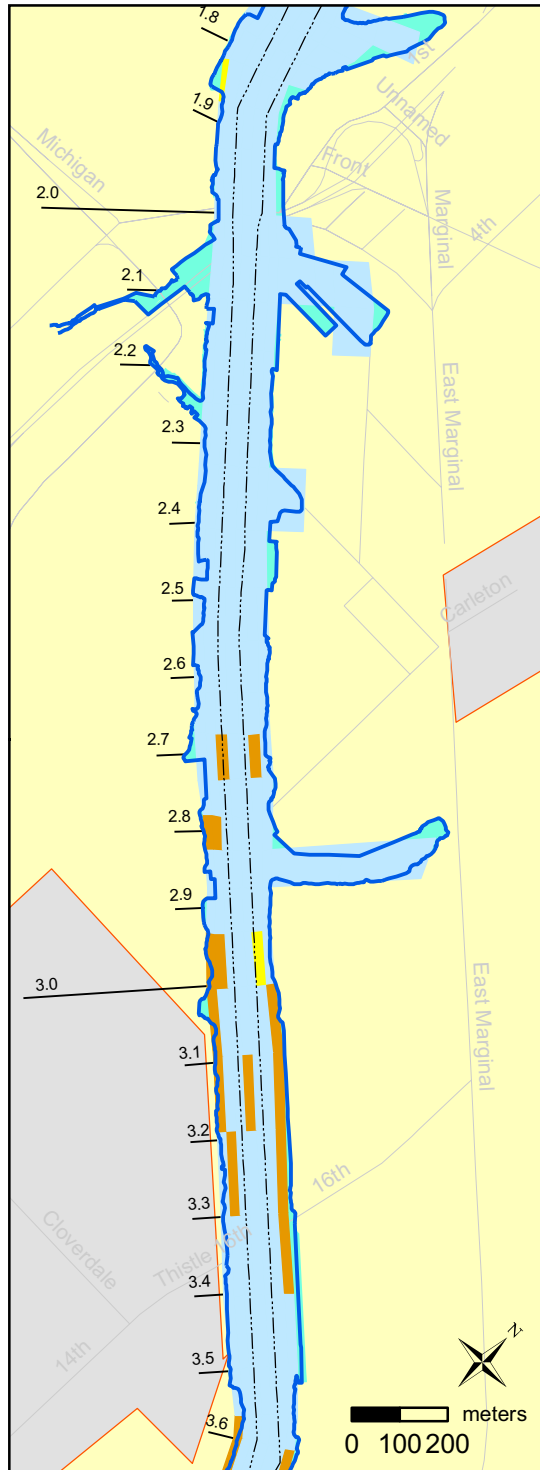 1.8
1st
1.9
Unnamed
Michigan
Front
2.0
Marginal
4th
2.1
2.2
East Marginal
2.3
2.4
2.5
Carleton
2.6
2.7
2.8
2.9
3.0
East Marginal
3.1
3.2
16th
3.3
Cloverdale
Thistle 16th
3.4
14th
3.5
3.6
N
meters
0 100 200